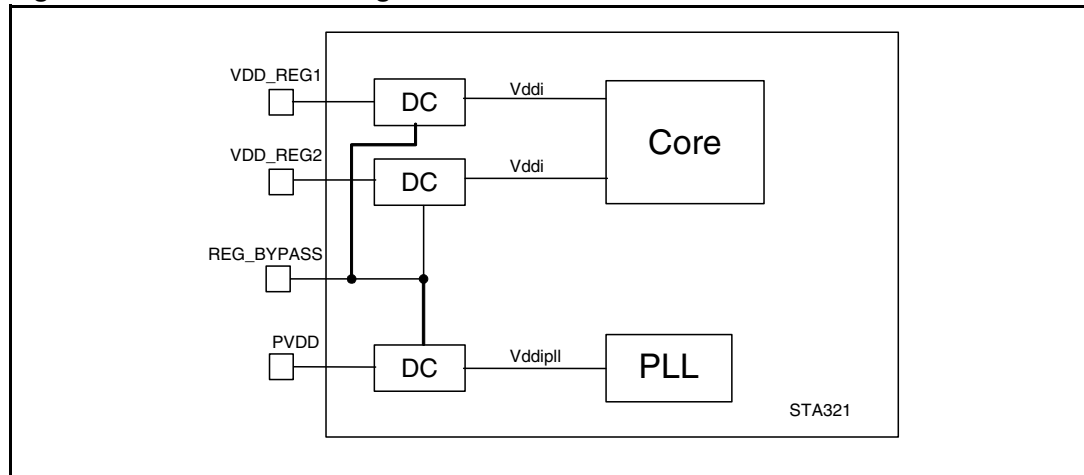 VDD_REG1
DC
Vddi
Core
VDD_REG2
DC
Vddi
REG_BYPASS
PVDD
DC
Vddipll
PLL
STA321